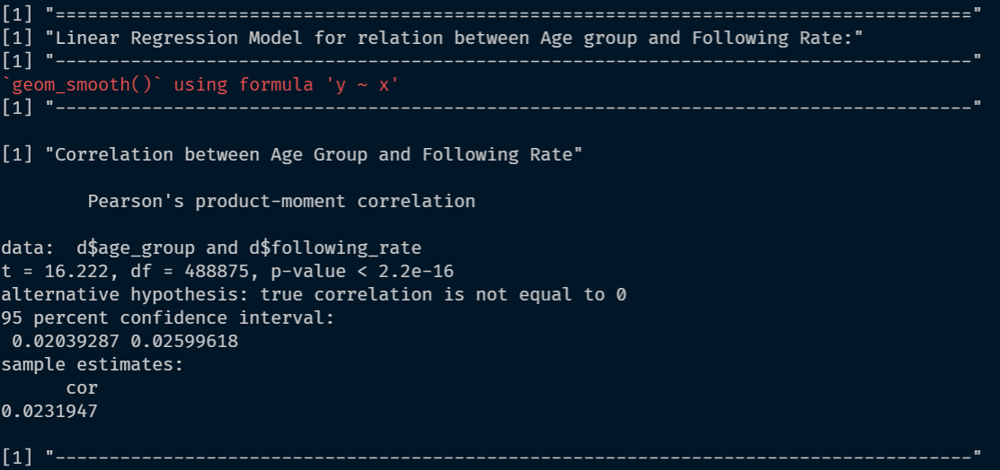 [1] "====================================================================================="
[1] "Linear Regression Model for relation between Age group and Following Rate:"
[1] "-------------------------------------------------------------------------------------"
`geom_smooth()` using formula 'y ~ x'
[1] "-------------------------------------------------------------------------------------"
[1] "Correlation between Age Group and Following Rate"
Pearson's product-moment correlation
data:  d$age_group and d$following_rate
t = 16.222, df = 488875, p-value < 2.2e-16
alternative hypothesis: true correlation is not equal to 0
95 percent confidence interval:
 0.02039287 0.02599618
sample estimates:
cor
0.0231947
[1] "-------------------------------------------------------------------------------------"